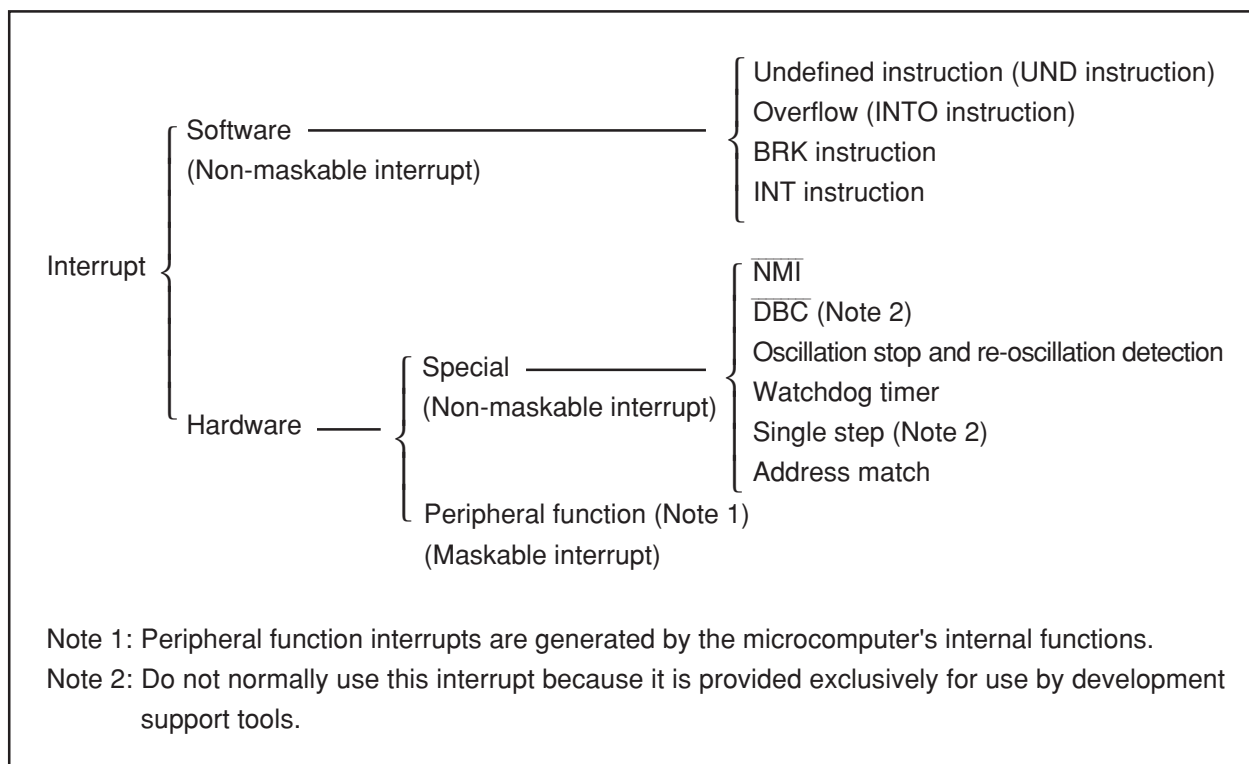 Undefined instruction (UND instruction)
Overflow (INTO instruction)
BRK instruction
INT instruction
Software
(Non-maskable interrupt)
Interrupt
NMI
DBC (Note 2)
Oscillation stop and re-oscillation detection
Watchdog timer
Single step (Note 2)
Address match
Special
(Non-maskable interrupt)
Hardware
Peripheral function (Note 1)
(Maskable interrupt)
Note 1: Peripheral function interrupts are generated by the microcomputer's internal functions.
Note 2: Do not normally use this interrupt because it is provided exclusively for use by development
support tools.